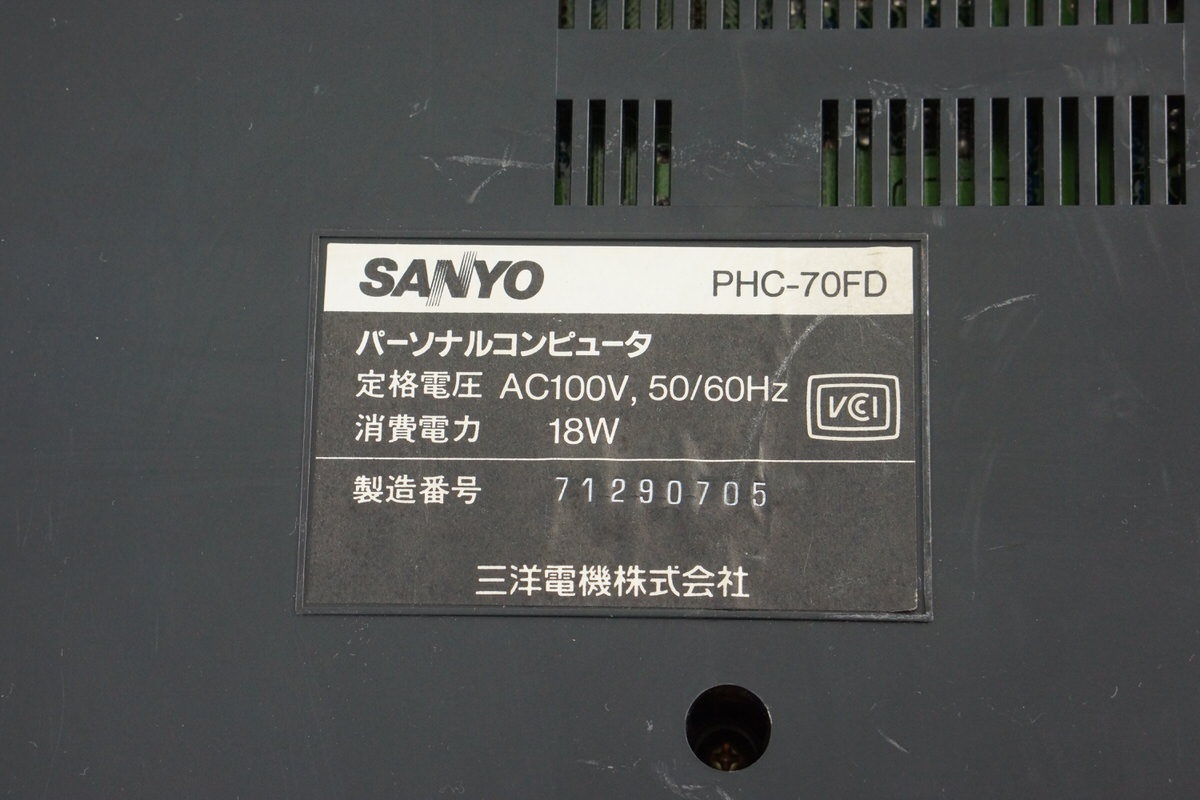 SANYO PHC-70FD
パーソナルコンピュータ
定格電圧 AC100V, 50/60Hz
消費電力 18W
VCCI
製造番号 71290705
三洋電機株式会社